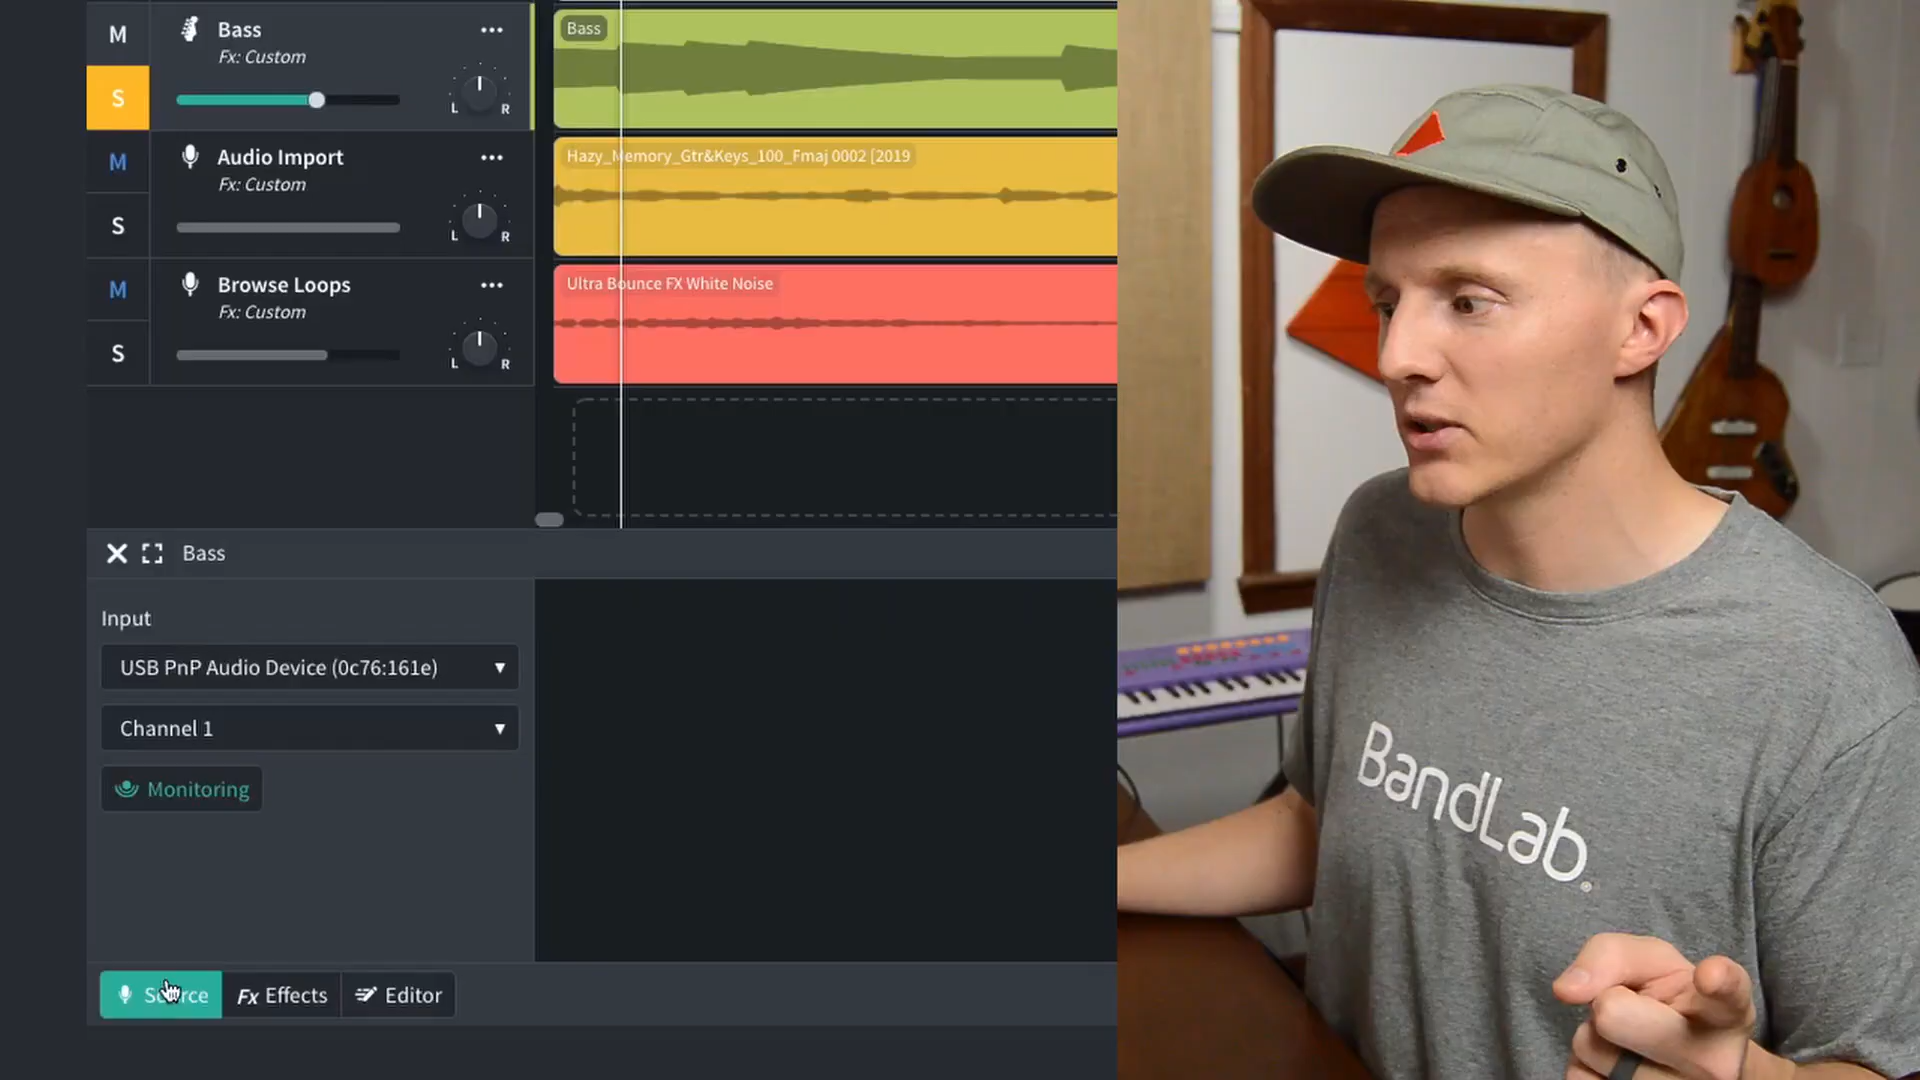 M
Bass
•••
Fx: Custom
S
L R
Bass
M
Audio Import
•••
Fx: Custom
S
L R
Hazy_Memory_Gtr&Keys_100_Fmaj 0002 [2019
M
Browse Loops
•••
Fx: Custom
S
L R
Ultra Bounce FX White Noise
Bass
Input
USB PnP Audio Device (0c76:161e)
Channel 1
Monitoring
Source
Fx Effects
Editor
BandLab